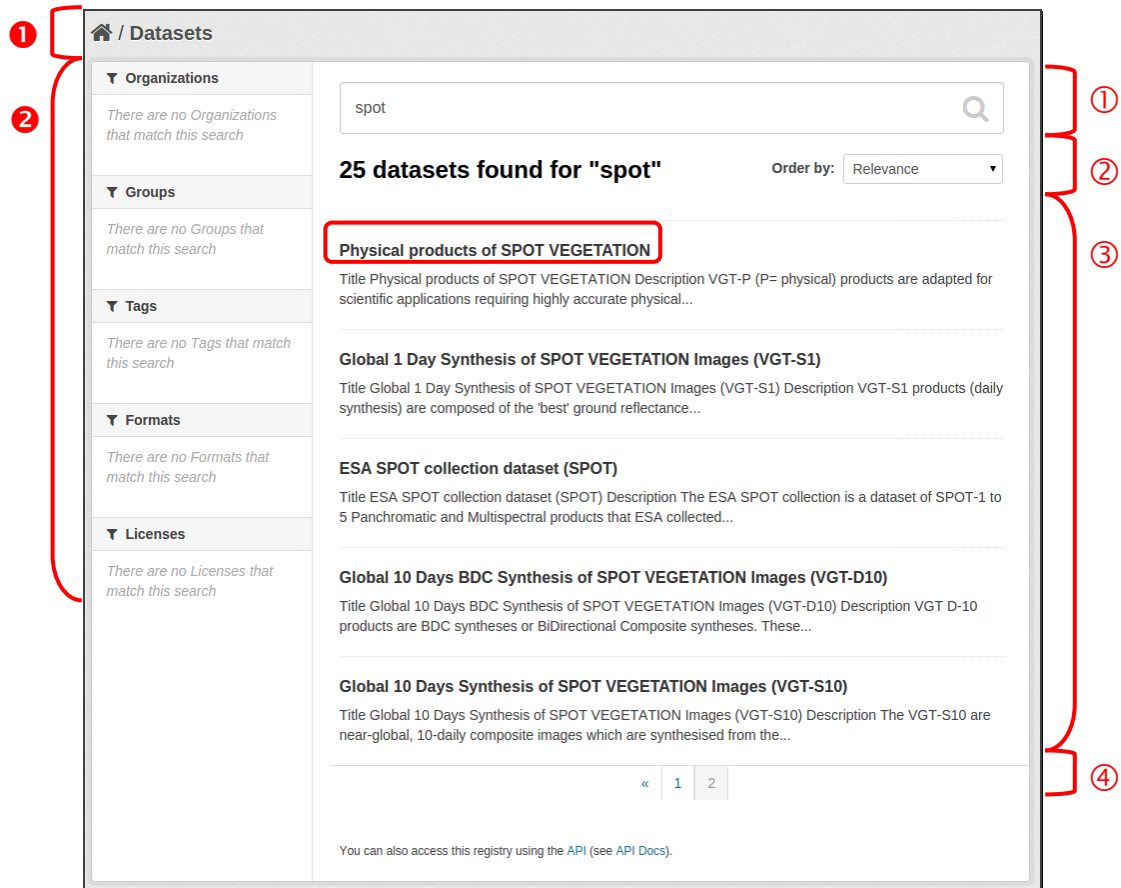 ❶
/ Datasets
❷
Organizations
There are no Organizations
that match this search
Groups
There are no Groups that
match this search
Tags
There are no Tags that match
this search
Formats
There are no Formats that
match this search
Licenses
There are no Licenses that
match this search
spot
①
25 datasets found for "spot"
Order by: Relevance
②
③
Physical products of SPOT VEGETATION
Title Physical products of SPOT VEGETATION Description VGT-P (P= physical) products are adapted for
scientific applications requiring highly accurate physical...
Global 1 Day Synthesis of SPOT VEGETATION Images (VGT-S1)
Title Global 1 Day Synthesis of SPOT VEGETATION Images (VGT-S1) Description VGT-S1 products (daily
synthesis) are composed of the 'best' ground reflectance...
ESA SPOT collection dataset (SPOT)
Title ESA SPOT collection dataset (SPOT) Description The ESA SPOT collection is a dataset of SPOT-1 to
5 Panchromatic and Multispectral products that ESA collected...
Global 10 Days BDC Synthesis of SPOT VEGETATION Images (VGT-D10)
Title Global 10 Days BDC Synthesis of SPOT VEGETATION Images (VGT-D10) Description VGT D-10
products are BDC syntheses or BiDirectional Composite syntheses. These...
Global 10 Days Synthesis of SPOT VEGETATION Images (VGT-S10)
Title Global 10 Days Synthesis of SPOT VEGETATION Images (VGT-S10) Description The VGT-S10 are
near-global, 10-daily composite images which are synthesised from the...
« 1 2
④
You can also access this registry using the API (see API Docs).